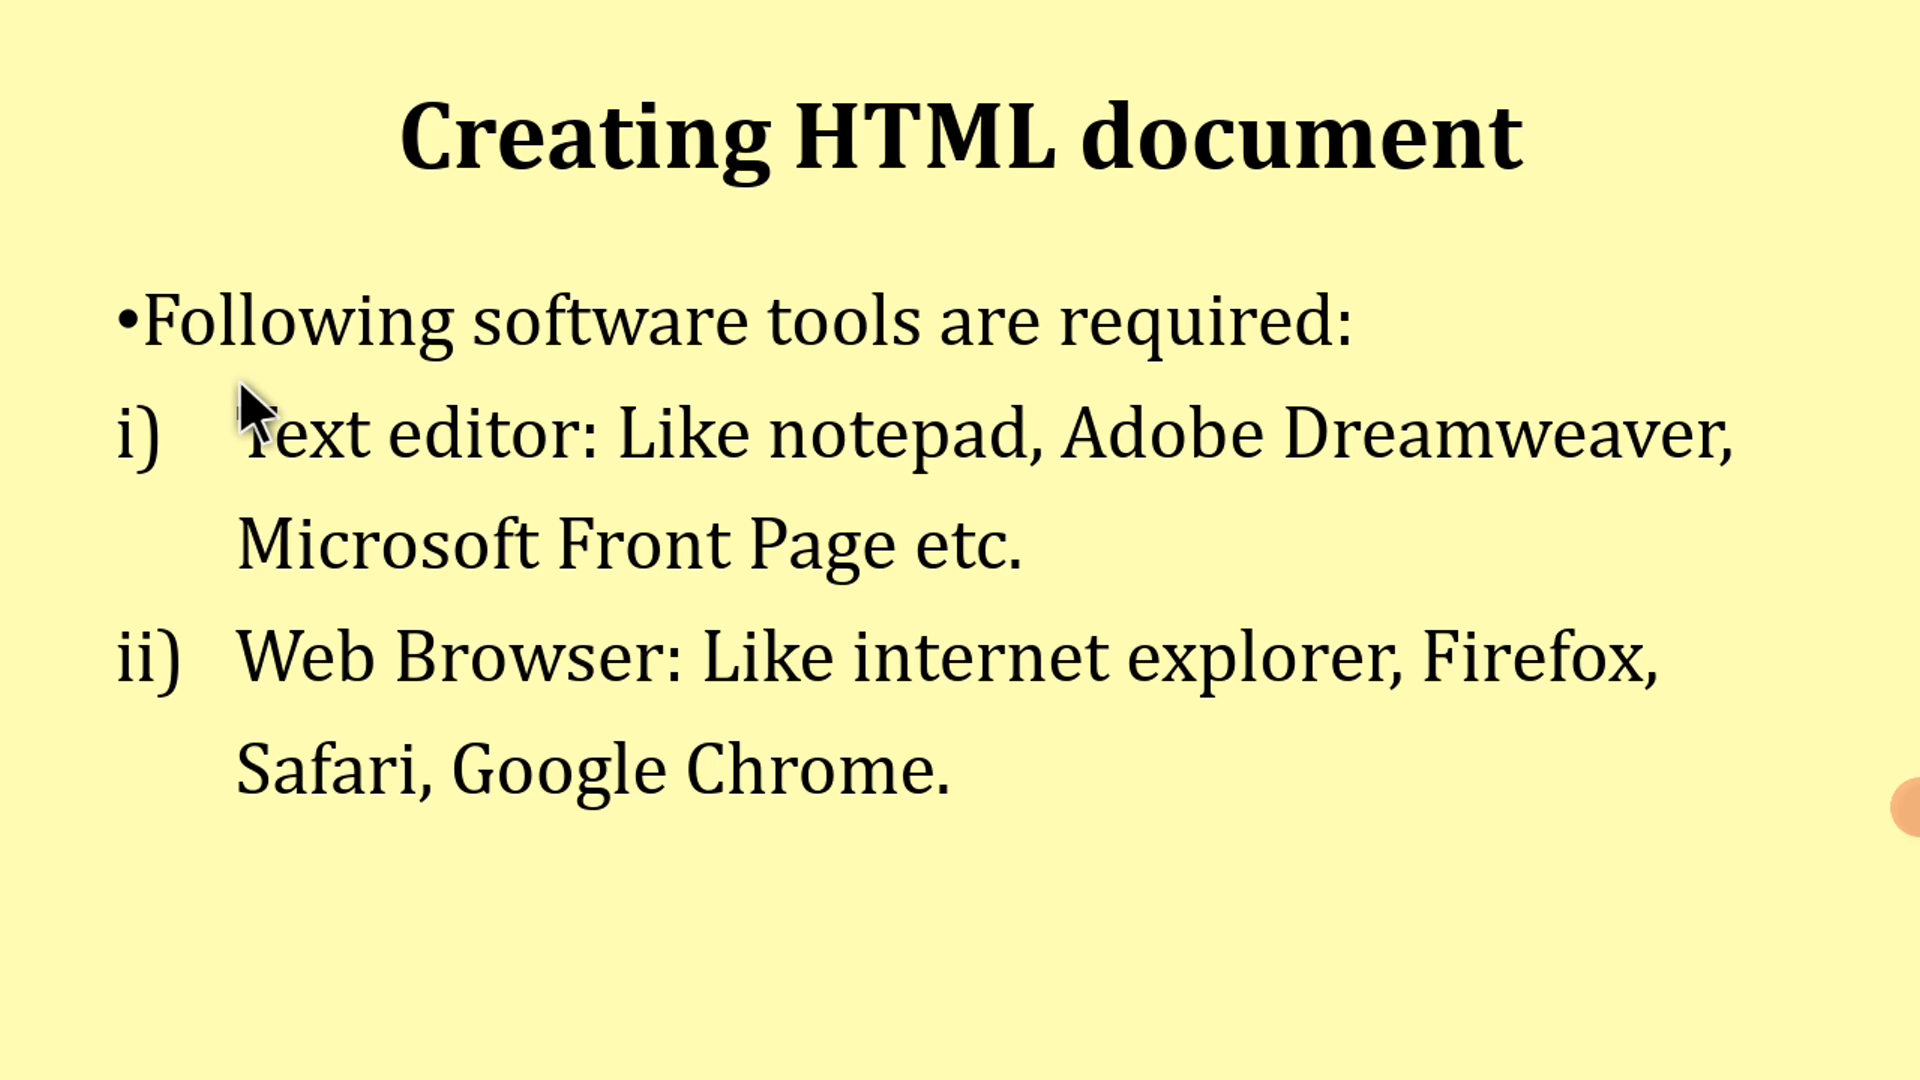 Creating HTML document
•Following software tools are required:
i) Text editor: Like notepad, Adobe Dreamweaver,
Microsoft Front Page etc.
ii) Web Browser: Like internet explorer, Firefox,
Safari, Google Chrome.